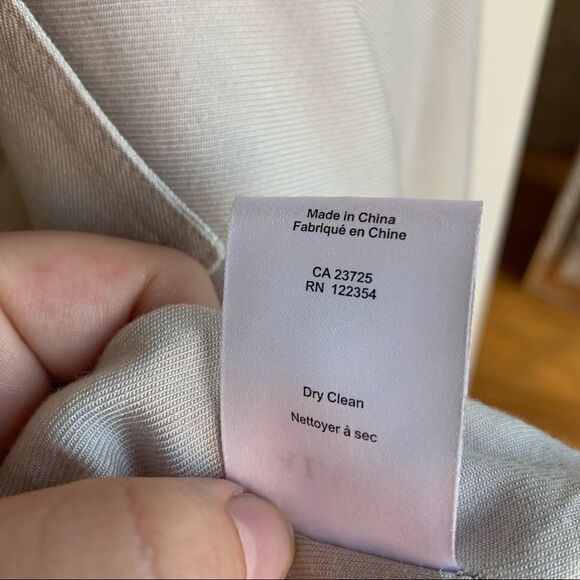 Made in China
Fabriqué en Chine
CA 23725
RN 122354
Dry Clean
Nettoyer à sec